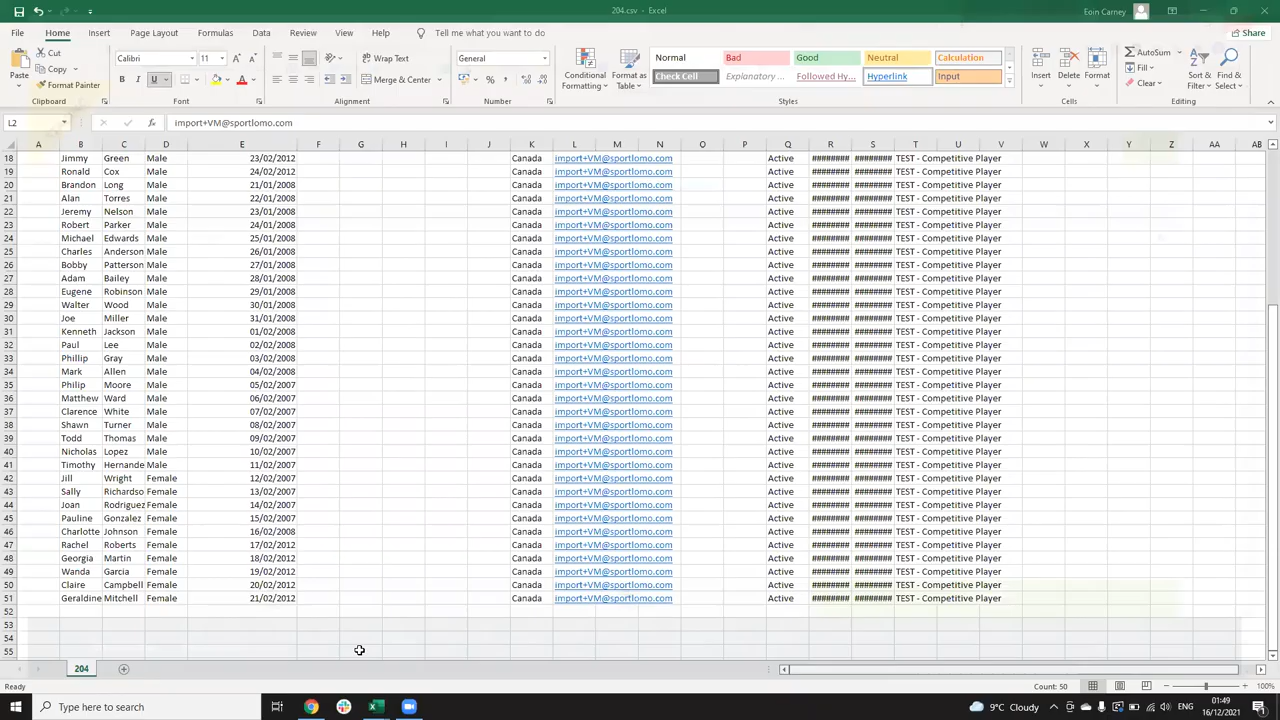 204.csv - Excel
Eoin Carney
File Home Insert Page Layout Formulas Data Review View Help Tell me what you want to do Share
Paste Cut Copy Format Painter Clipboard
Calibri 11 B I U A Font
Wrap Text Merge & Center Alignment
General % , Number
Conditional Formatting Format as Table
Normal Bad Good Neutral Calculation
Check Cell Explanatory ... Followed Hy... Hyperlink Input
Styles
Insert Delete Format Cells
AutoSum Fill Clear Sort & Filter Find & Select Editing
L2 fx import+VM@sportlomo.com
A B C D E F G H I J K L M N O P Q R S T U V W X Y Z AA AB
18 Jimmy Green Male 23/02/2012 Canada import+VM@sportlomo.com Active ######## ######## TEST - Competitive Player
19 Ronald Cox Male 24/02/2012 Canada import+VM@sportlomo.com Active ######## ######## TEST - Competitive Player
20 Brandon Long Male 21/01/2008 Canada import+VM@sportlomo.com Active ######## ######## TEST - Competitive Player
21 Alan Torres Male 22/01/2008 Canada import+VM@sportlomo.com Active ######## ######## TEST - Competitive Player
22 Jeremy Nelson Male 23/01/2008 Canada import+VM@sportlomo.com Active ######## ######## TEST - Competitive Player
23 Robert Parker Male 24/01/2008 Canada import+VM@sportlomo.com Active ######## ######## TEST - Competitive Player
24 Michael Edwards Male 25/01/2008 Canada import+VM@sportlomo.com Active ######## ######## TEST - Competitive Player
25 Charles Anderson Male 26/01/2008 Canada import+VM@sportlomo.com Active ######## ######## TEST - Competitive Player
26 Bobby Patterson Male 27/01/2008 Canada import+VM@sportlomo.com Active ######## ######## TEST - Competitive Player
27 Adam Bailey Male 28/01/2008 Canada import+VM@sportlomo.com Active ######## ######## TEST - Competitive Player
28 Eugene Robinson Male 29/01/2008 Canada import+VM@sportlomo.com Active ######## ######## TEST - Competitive Player
29 Walter Wood Male 30/01/2008 Canada import+VM@sportlomo.com Active ######## ######## TEST - Competitive Player
30 Joe Miller Male 31/01/2008 Canada import+VM@sportlomo.com Active ######## ######## TEST - Competitive Player
31 Kenneth Jackson Male 01/02/2008 Canada import+VM@sportlomo.com Active ######## ######## TEST - Competitive Player
32 Paul Lee Male 02/02/2008 Canada import+VM@sportlomo.com Active ######## ######## TEST - Competitive Player
33 Phillip Gray Male 03/02/2008 Canada import+VM@sportlomo.com Active ######## ######## TEST - Competitive Player
34 Mark Allen Male 04/02/2008 Canada import+VM@sportlomo.com Active ######## ######## TEST - Competitive Player
35 Philip Moore Male 05/02/2007 Canada import+VM@sportlomo.com Active ######## ######## TEST - Competitive Player
36 Matthew Ward Male 06/02/2007 Canada import+VM@sportlomo.com Active ######## ######## TEST - Competitive Player
37 Clarence White Male 07/02/2007 Canada import+VM@sportlomo.com Active ######## ######## TEST - Competitive Player
38 Shawn Turner Male 08/02/2007 Canada import+VM@sportlomo.com Active ######## ######## TEST - Competitive Player
39 Todd Thomas Male 09/02/2007 Canada import+VM@sportlomo.com Active ######## ######## TEST - Competitive Player
40 Nicholas Lopez Male 10/02/2007 Canada import+VM@sportlomo.com Active ######## ######## TEST - Competitive Player
41 Timothy Hernande Male 11/02/2007 Canada import+VM@sportlomo.com Active ######## ######## TEST - Competitive Player
42 Jill Wright Female 12/02/2007 Canada import+VM@sportlomo.com Active ######## ######## TEST - Competitive Player
43 Sally Richardso Female 13/02/2007 Canada import+VM@sportlomo.com Active ######## ######## TEST - Competitive Player
44 Joan Rodriguez Female 14/02/2007 Canada import+VM@sportlomo.com Active ######## ######## TEST - Competitive Player
45 Pauline Gonzalez Female 15/02/2007 Canada import+VM@sportlomo.com Active ######## ######## TEST - Competitive Player
46 Charlotte Johnson Female 16/02/2008 Canada import+VM@sportlomo.com Active ######## ######## TEST - Competitive Player
47 Rachel Roberts Female 17/02/2012 Canada import+VM@sportlomo.com Active ######## ######## TEST - Competitive Player
48 Georgia Martin Female 18/02/2012 Canada import+VM@sportlomo.com Active ######## ######## TEST - Competitive Player
49 Wanda Garcia Female 19/02/2012 Canada import+VM@sportlomo.com Active ######## ######## TEST - Competitive Player
50 Claire Campbell Female 20/02/2012 Canada import+VM@sportlomo.com Active ######## ######## TEST - Competitive Player
51 Geraldine Mitchell Female 21/02/2012 Canada import+VM@sportlomo.com Active ######## ######## TEST - Competitive Player
52
53
54
55
204
Ready Count: 50 100%
Type here to search 9°C Cloudy ENG 01:49
16/12/2021